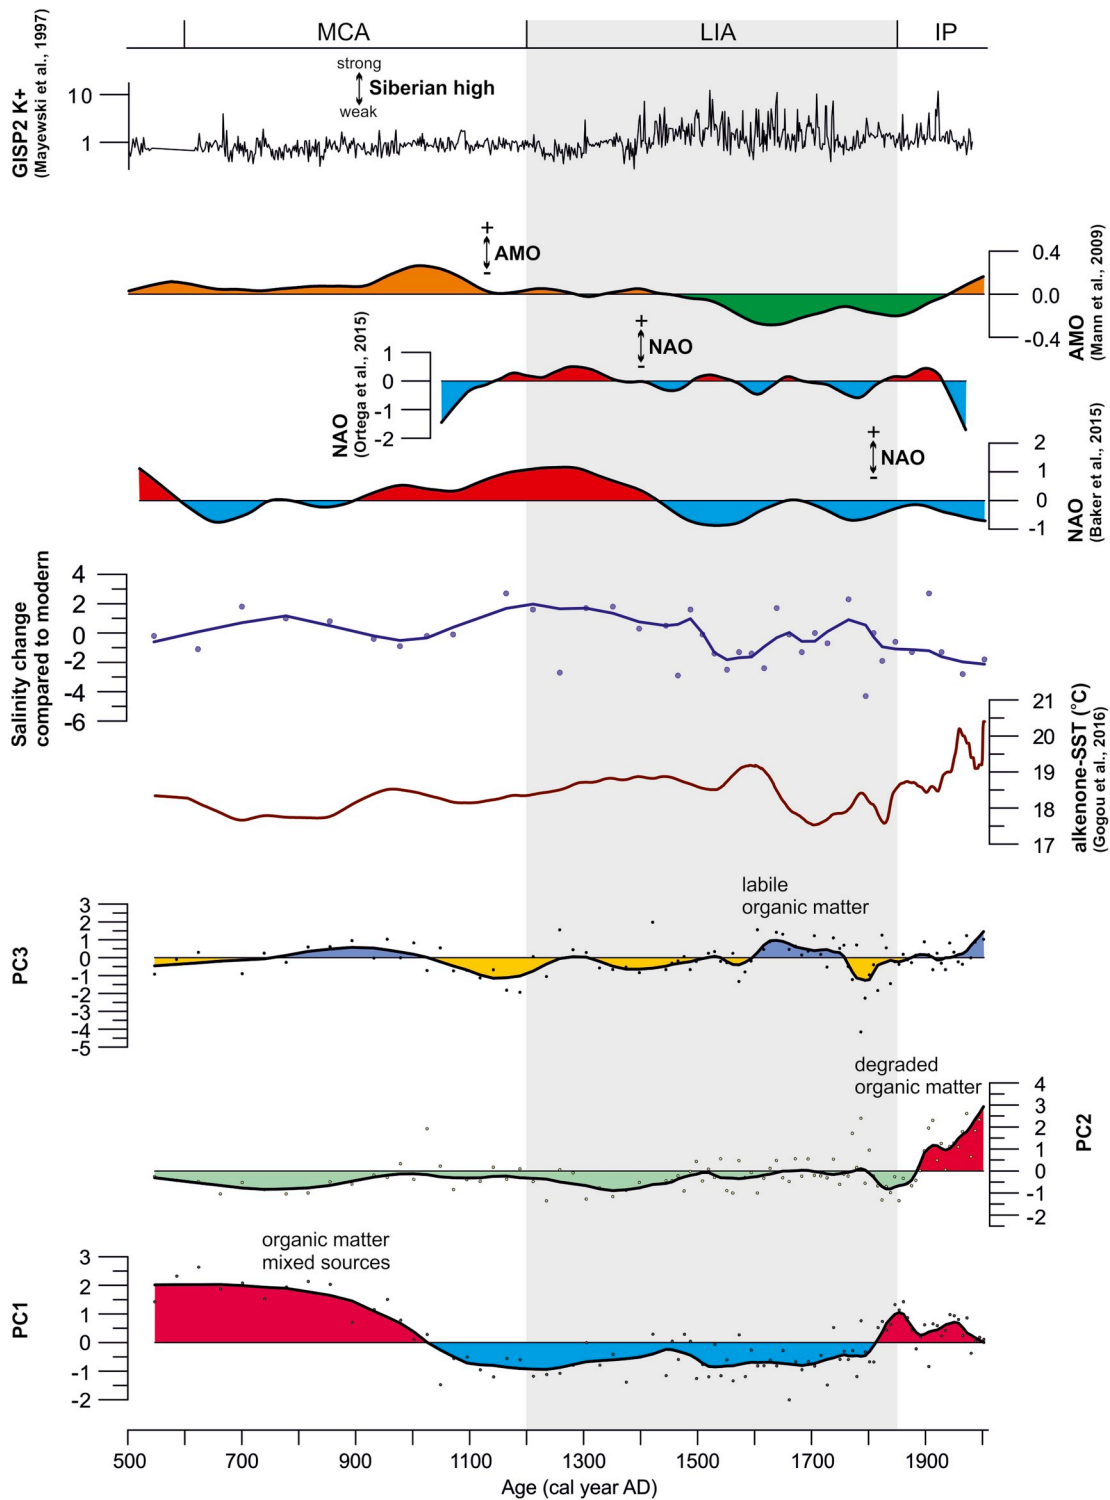 MCA
LIA
IP
GISP2 K+
(Mayewski et al., 1997)
10
1
strong
Siberian high
weak
+
AMO
-
0.4
0.0
-0.4
AMO
(Mann et al., 2009)
+
NAO
-
NAO
(Ortega et al., 2015)
1
0
-1
-2
+
NAO
-
2
1
0
-1
NAO
(Baker et al., 2015)
Salinity change
compared to modern
4
2
0
-2
-4
-6
21
20
19
18
17
alkenone-SST (°C)
(Gogou et al., 2016)
labile
organic matter
PC3
3
2
1
0
-1
-2
-3
-4
-5
degraded
organic matter
4
3
2
1
0
-1
-2
PC2
organic matter
mixed sources
PC1
3
2
1
0
-1
-2
500 700 900 1100 1300 1500 1700 1900
Age (cal year AD)